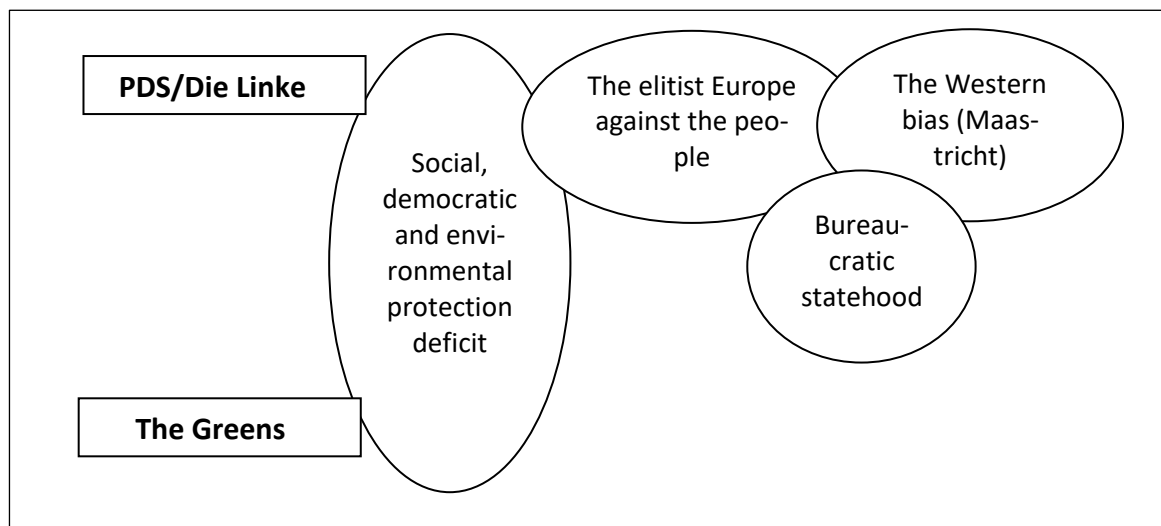 PDS/Die Linke
Social,
democratic
and envi-
ronmental
protection
deficit
The elitist Europe
against the peo-
ple
The Western
bias (Maas-
tricht)
Bureau-
cratic
statehood
The Greens